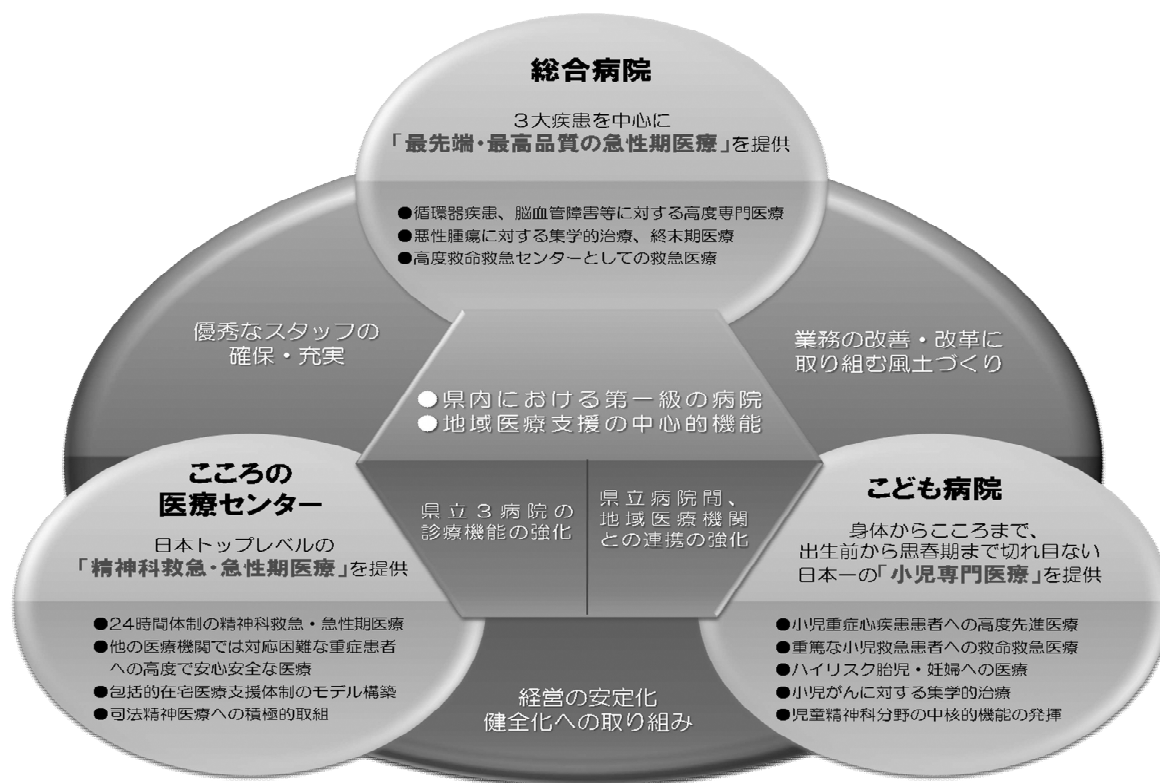 総合病院
3大疾患を中心に
「最先端・最高品質の急性期医療」を提供
●循環器疾患、脳血管障害等に対する高度専門医療
●悪性腫瘍に対する集学的治療、終末期医療
●高度救命救急センターとしての救急医療
優秀なスタッフの
確保・充実
業務の改善・改革に
取り組む風土づくり
●県内における第一級の病院
●地域医療支援の中心的機能
県立3病院の
診療機能の強化
県立病院間、
地域医療機関
との連携の強化
こころの
医療センター
日本トップレベルの
「精神科救急・急性期医療」を提供
●24時間体制の精神科救急・急性期医療
●他の医療機関では対応困難な重症患者
への高度で安心安全な医療
●包括的在宅医療支援体制のモデル構築
●司法精神医療への積極的取組
こども病院
身体からこころまで、
出生前から思春期まで切れ目ない
日本一の「小児専門医療」を提供
●小児重症心疾患患者への高度先進医療
●重篤な小児救急患者への救命救急医療
●ハイリスク胎児・妊婦への医療
●小児がんに対する集学的治療
●児童精神科分野の中核的機能の発揮
経営の安定化
健全化への取り組み